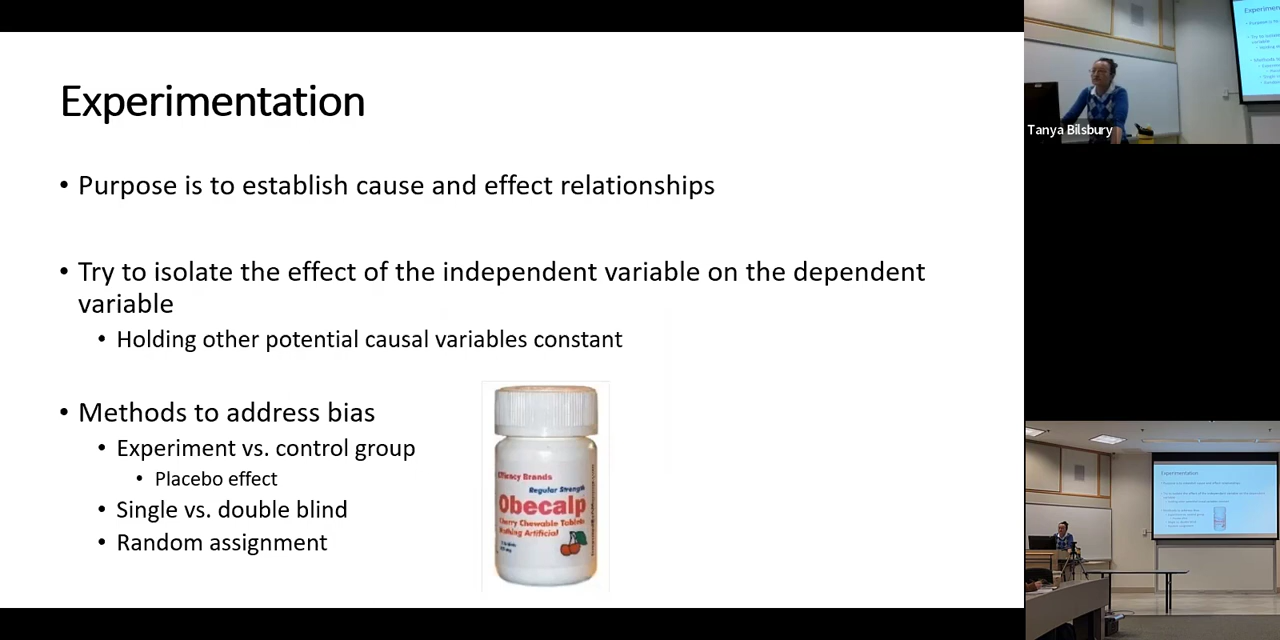 Experimentation
• Purpose is to establish cause and effect relationships
• Try to isolate the effect of the independent variable on the dependent
variable
• Holding other potential causal variables constant
• Methods to address bias
• Experiment vs. control group
• Placebo effect
• Single vs. double blind
• Random assignment
Brands
Regular Strength
Obecalp
Cherry Chewable Tablets
Nothing Artificial
Tanya Bilsbury
Experimentation